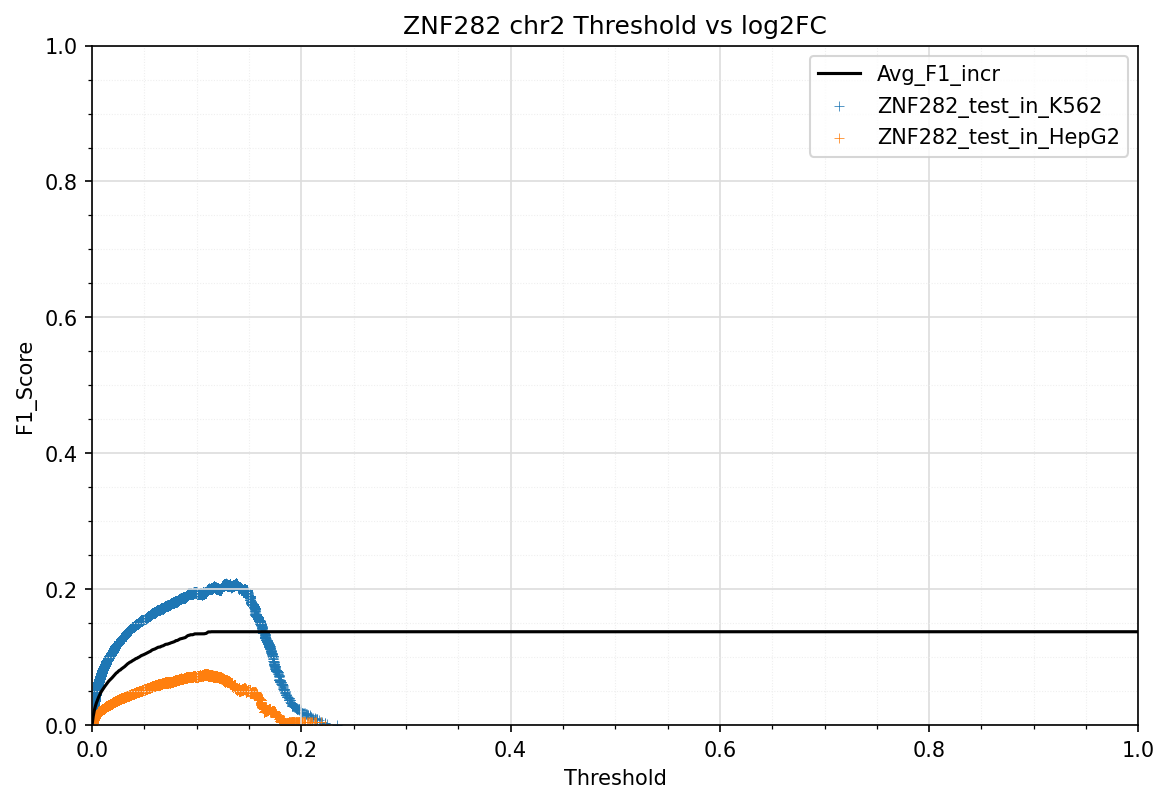 ZNF282 chr2 Threshold vs log2FC
Avg_F1_incr
ZNF282_test_in_K562
ZNF282_test_in_HepG2
F1_Score
1.0
0.8
0.6
0.4
0.2
0.0
0.0 0.2 0.4 0.6 0.8 1.0
Threshold